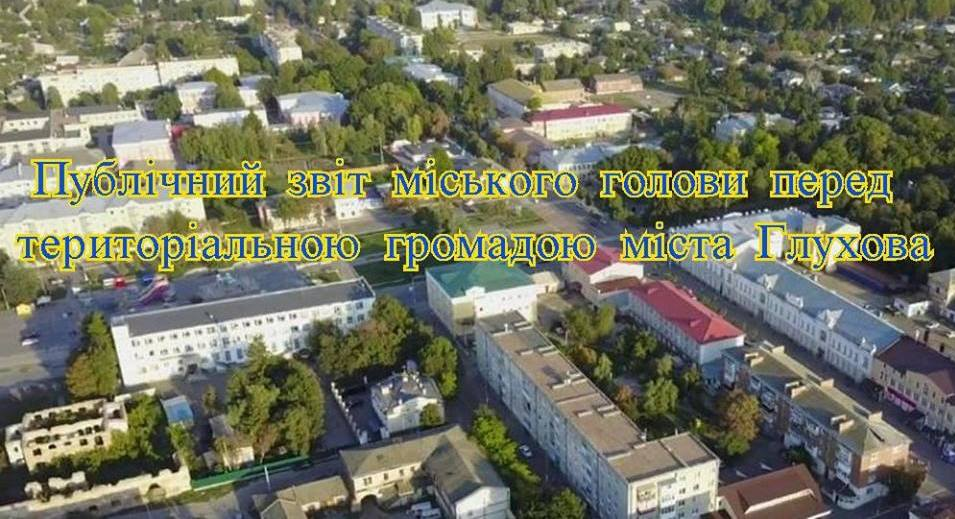 Публічний звіт міського голови перед
територіальною громадою міста Глухова